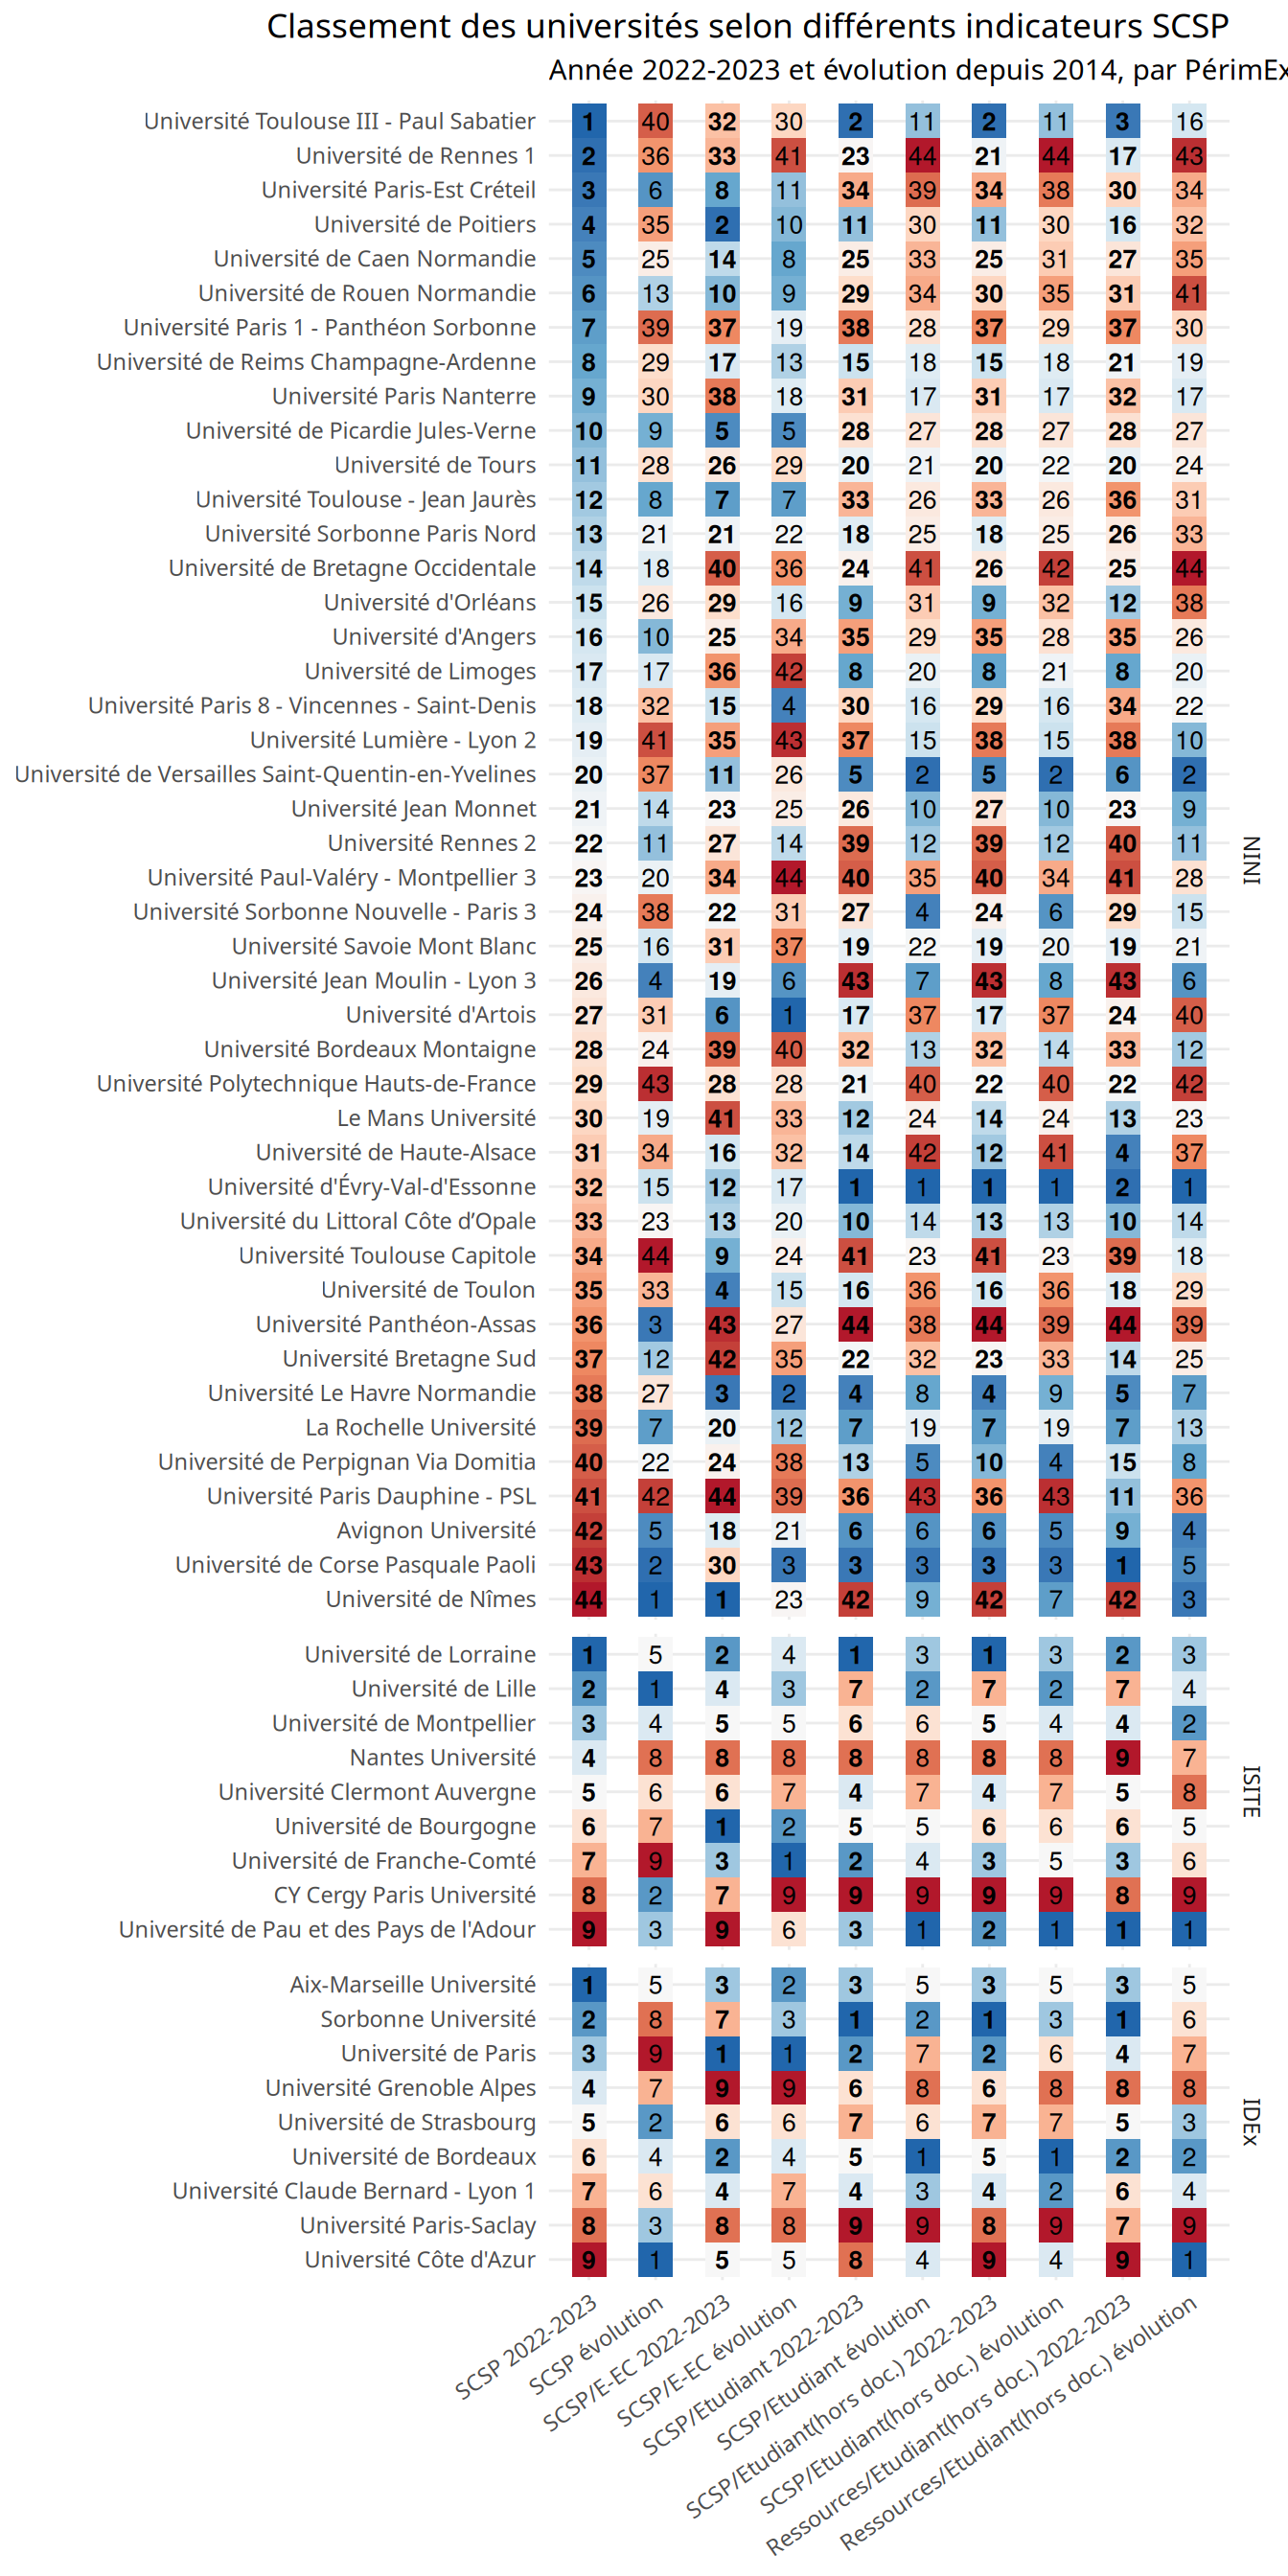 Classement des universités selon différents indicateurs SCSP
Année 2022-2023 et évolution depuis 2014, par PérimEx
Université Toulouse III - Paul Sabatier 1 40 32 30 2 11 2 11 3 16
Université de Rennes 1 2 36 33 41 23 44 21 44 17 43
Université Paris-Est Créteil 3 6 8 11 34 39 34 38 30 34
Université de Poitiers 4 35 2 10 11 30 11 30 16 32
Université de Caen Normandie 5 25 14 8 25 33 25 31 27 35
Université de Rouen Normandie 6 13 10 9 29 34 30 35 31 41
Université Paris 1 - Panthéon Sorbonne 7 39 37 19 38 28 37 29 37 30
Université de Reims Champagne-Ardenne 8 29 17 13 15 18 15 18 21 19
Université Paris Nanterre 9 30 38 18 31 17 31 17 32 17
Université de Picardie Jules-Verne 10 9 5 5 28 27 28 27 28 27
Université de Tours 11 28 26 29 20 21 20 22 20 24
Université Toulouse - Jean Jaurès 12 8 7 7 33 26 33 26 36 31
Université Sorbonne Paris Nord 13 21 21 22 18 25 18 25 26 33
Université de Bretagne Occidentale 14 18 40 36 24 41 26 42 25 44
Université d'Orléans 15 26 29 16 9 31 9 32 12 38
Université d'Angers 16 10 25 34 35 29 35 28 35 26
Université de Limoges 17 17 36 42 8 20 8 21 8 20
Université Paris 8 - Vincennes - Saint-Denis 18 32 15 4 30 16 29 16 34 22
Université Lumière - Lyon 2 19 41 35 43 37 15 38 15 38 10
Université de Versailles Saint-Quentin-en-Yvelines 20 37 11 26 5 2 5 2 6 2
Université Jean Monnet 21 14 23 25 26 10 27 10 23 9
Université Rennes 2 22 11 27 14 39 12 39 12 40 11
Université Paul-Valéry - Montpellier 3 23 20 34 44 40 35 40 34 41 28
Université Sorbonne Nouvelle - Paris 3 24 38 22 31 27 4 24 6 29 15
Université Savoie Mont Blanc 25 16 31 37 19 22 19 20 19 21
Université Jean Moulin - Lyon 3 26 4 19 6 43 7 43 8 43 6
Université d'Artois 27 31 6 1 17 37 17 37 24 40
Université Bordeaux Montaigne 28 24 39 40 32 13 32 14 33 12
Université Polytechnique Hauts-de-France 29 43 28 28 21 40 22 40 22 42
Le Mans Université 30 19 41 33 12 24 14 24 13 23
Université de Haute-Alsace 31 34 16 32 14 42 12 41 4 37
Université d'Évry-Val-d'Essonne 32 15 12 17 1 1 1 1 2 1
Université du Littoral Côte d’Opale 33 23 13 20 10 14 13 13 10 14
Université Toulouse Capitole 34 44 9 24 41 23 41 23 39 18
Université de Toulon 35 33 4 15 16 36 16 36 18 29
Université Panthéon-Assas 36 3 43 27 44 38 44 39 44 39
Université Bretagne Sud 37 12 42 35 22 32 23 33 14 25
Université Le Havre Normandie 38 27 3 2 4 8 4 9 5 7
La Rochelle Université 39 7 20 12 7 19 7 19 7 13
Université de Perpignan Via Domitia 40 22 24 38 13 5 10 4 15 8
Université Paris Dauphine - PSL 41 42 44 39 36 43 36 43 11 36
Avignon Université 42 5 18 21 6 6 6 5 9 4
Université de Corse Pasquale Paoli 43 2 30 3 3 3 3 3 1 5
Université de Nîmes 44 1 1 23 42 9 42 7 42 3
NINI
Université de Lorraine 1 5 2 4 1 3 1 3 2 3
Université de Lille 2 1 4 3 7 2 7 2 7 4
Université de Montpellier 3 4 5 5 6 6 5 4 4 2
Nantes Université 4 8 8 8 8 8 8 8 9 7
Université Clermont Auvergne 5 6 6 7 4 7 4 7 5 8
Université de Bourgogne 6 7 1 2 5 5 6 6 6 5
Université de Franche-Comté 7 9 3 1 2 4 3 5 3 6
CY Cergy Paris Université 8 2 7 9 9 9 9 9 8 9
Université de Pau et des Pays de l'Adour 9 3 9 6 3 1 2 1 1 1
ISITE
Aix-Marseille Université 1 5 3 2 3 5 3 5 3 5
Sorbonne Université 2 8 7 3 1 2 1 3 1 6
Université de Paris 3 9 1 1 2 7 2 6 4 7
Université Grenoble Alpes 4 7 9 9 6 8 6 8 8 8
Université de Strasbourg 5 2 6 6 7 6 7 7 5 3
Université de Bordeaux 6 4 2 4 5 1 5 1 2 2
Université Claude Bernard - Lyon 1 7 6 4 7 4 3 4 2 6 4
Université Paris-Saclay 8 3 8 8 9 9 8 9 7 9
Université Côte d'Azur 9 1 5 5 8 4 9 4 9 1
IDEx
SCSP 2022-2023
SCSP évolution
SCSP/E-EC 2022-2023
SCSP/E-EC évolution
SCSP/Etudiant 2022-2023
SCSP/Etudiant évolution
SCSP/Etudiant(hors doc.) 2022-2023
SCSP/Etudiant(hors doc.) évolution
Ressources/Etudiant(hors doc.) 2022-2023
Ressources/Etudiant(hors doc.) évolution